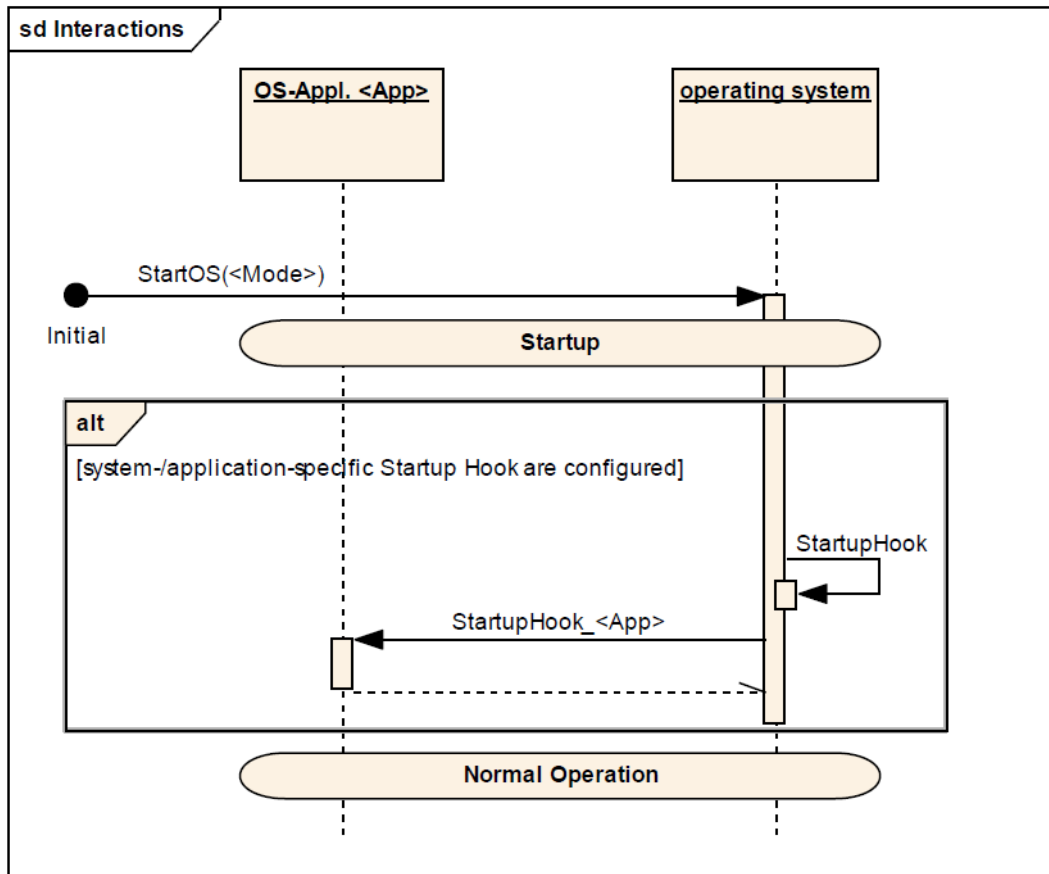 sd Interactions
OS-Appl. <App>
operating system
StartOS(<Mode>)
Initial
Startup
alt
[system-/application-specific Startup Hook are configured]
StartupHook
StartupHook_<App>
Normal Operation